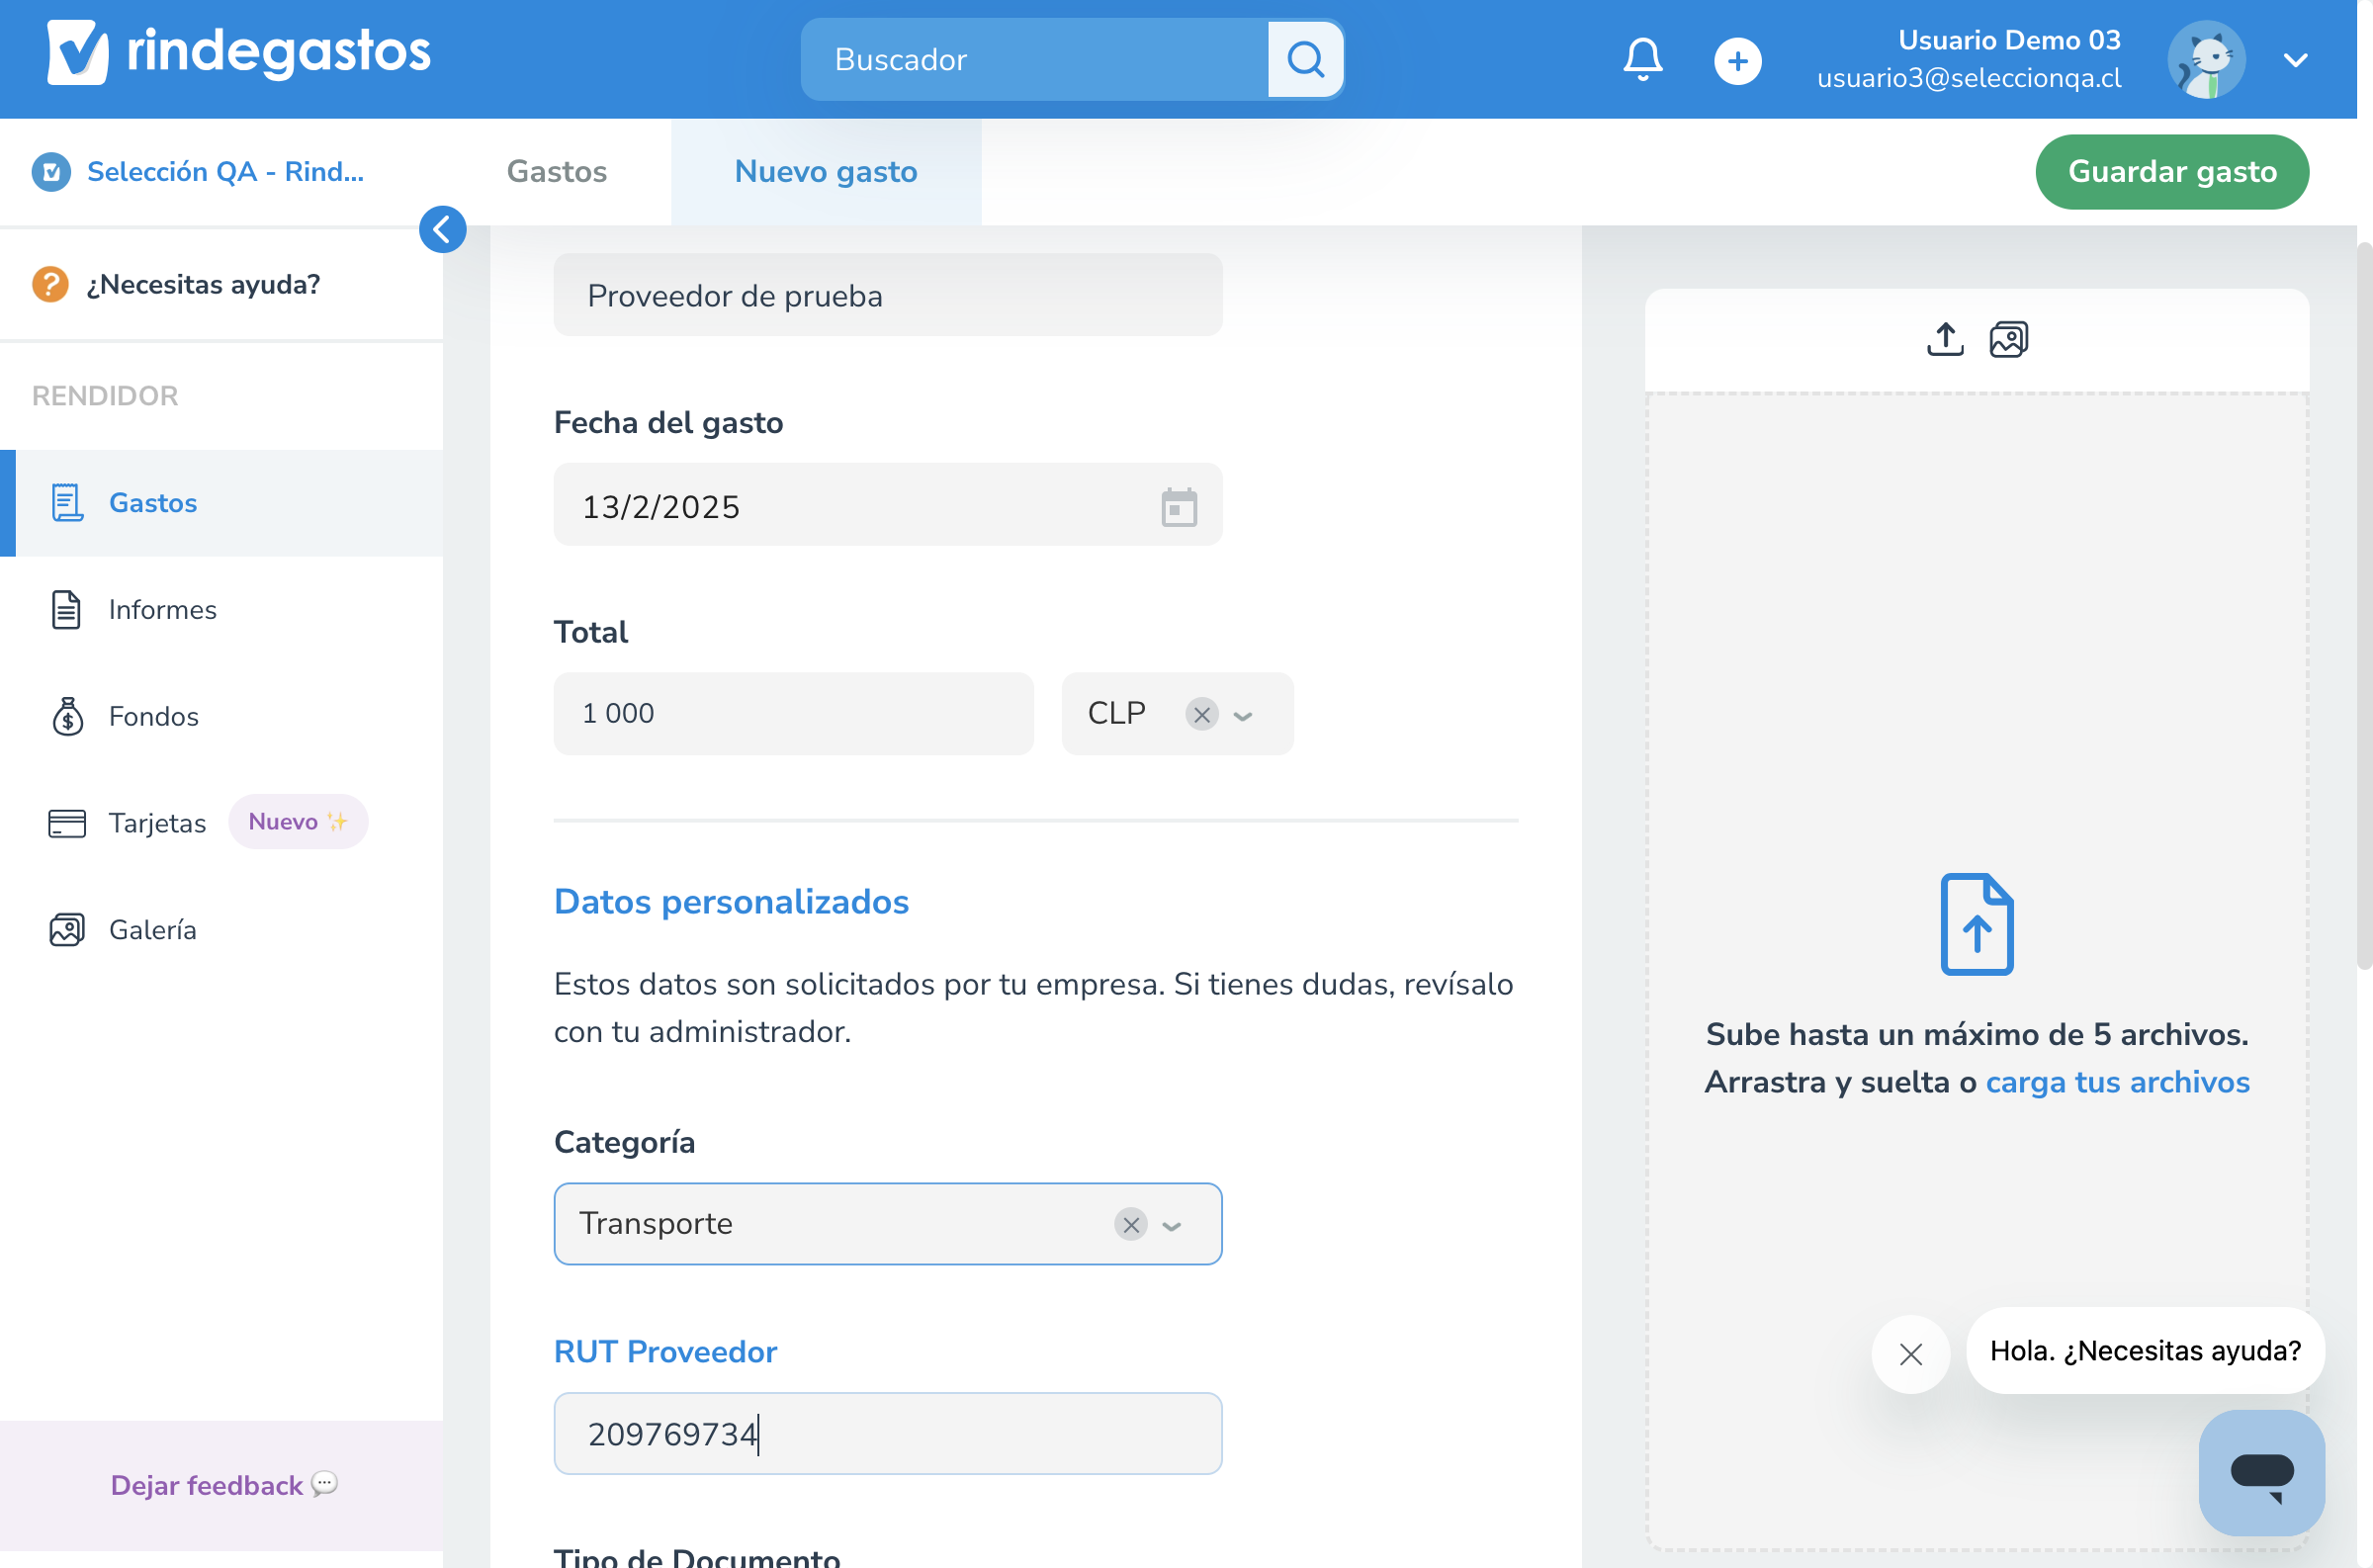 rindegastos
Buscador
Usuario Demo 03
usuario3@seleccionqa.cl
Selección QA - Rind...
Gastos
Nuevo gasto
Guardar gasto
¿Necesitas ayuda?
RENDIDOR
Gastos
Informes
Fondos
Tarjetas
Nuevo ✨
Galería
Dejar feedback 💬
Proveedor de prueba
Fecha del gasto
13/2/2025
Total
1 000
CLP
Datos personalizados
Estos datos son solicitados por tu empresa. Si tienes dudas, revísalo
con tu administrador.
Categoría
Transporte
RUT Proveedor
209769734
Tipo de Documento
Sube hasta un máximo de 5 archivos.
Arrastra y suelta o carga tus archivos
Hola. ¿Necesitas ayuda?